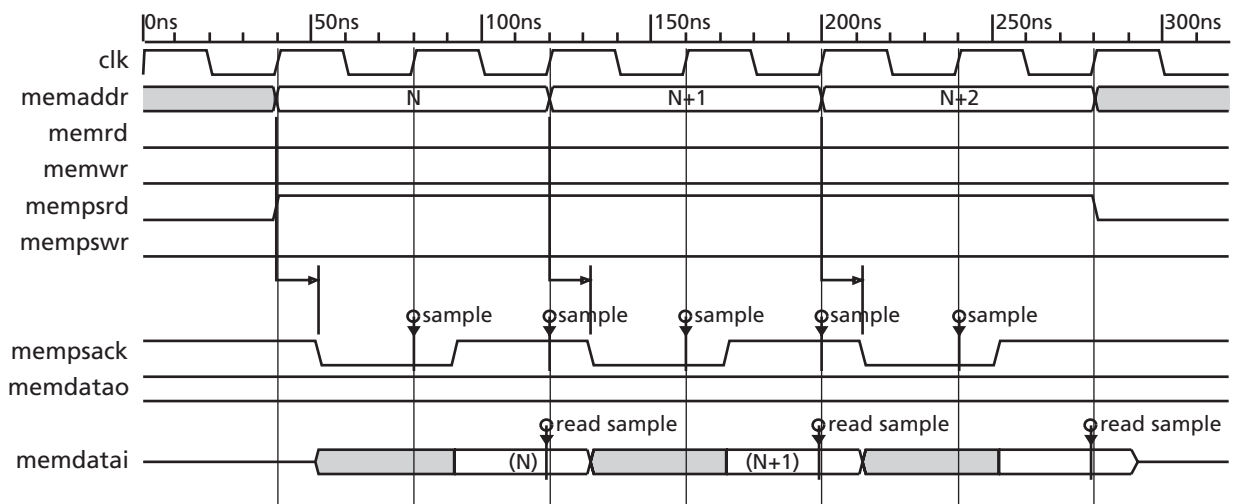 0ns 50ns 100ns 150ns 200ns 250ns 300ns
clk
memaddr N N+1 N+2
memrd
memwr
mempsrd
mempswr
sample sample sample sample sample
mempsack
memdatao
read sample read sample read sample
memdatai (N) (N+1)